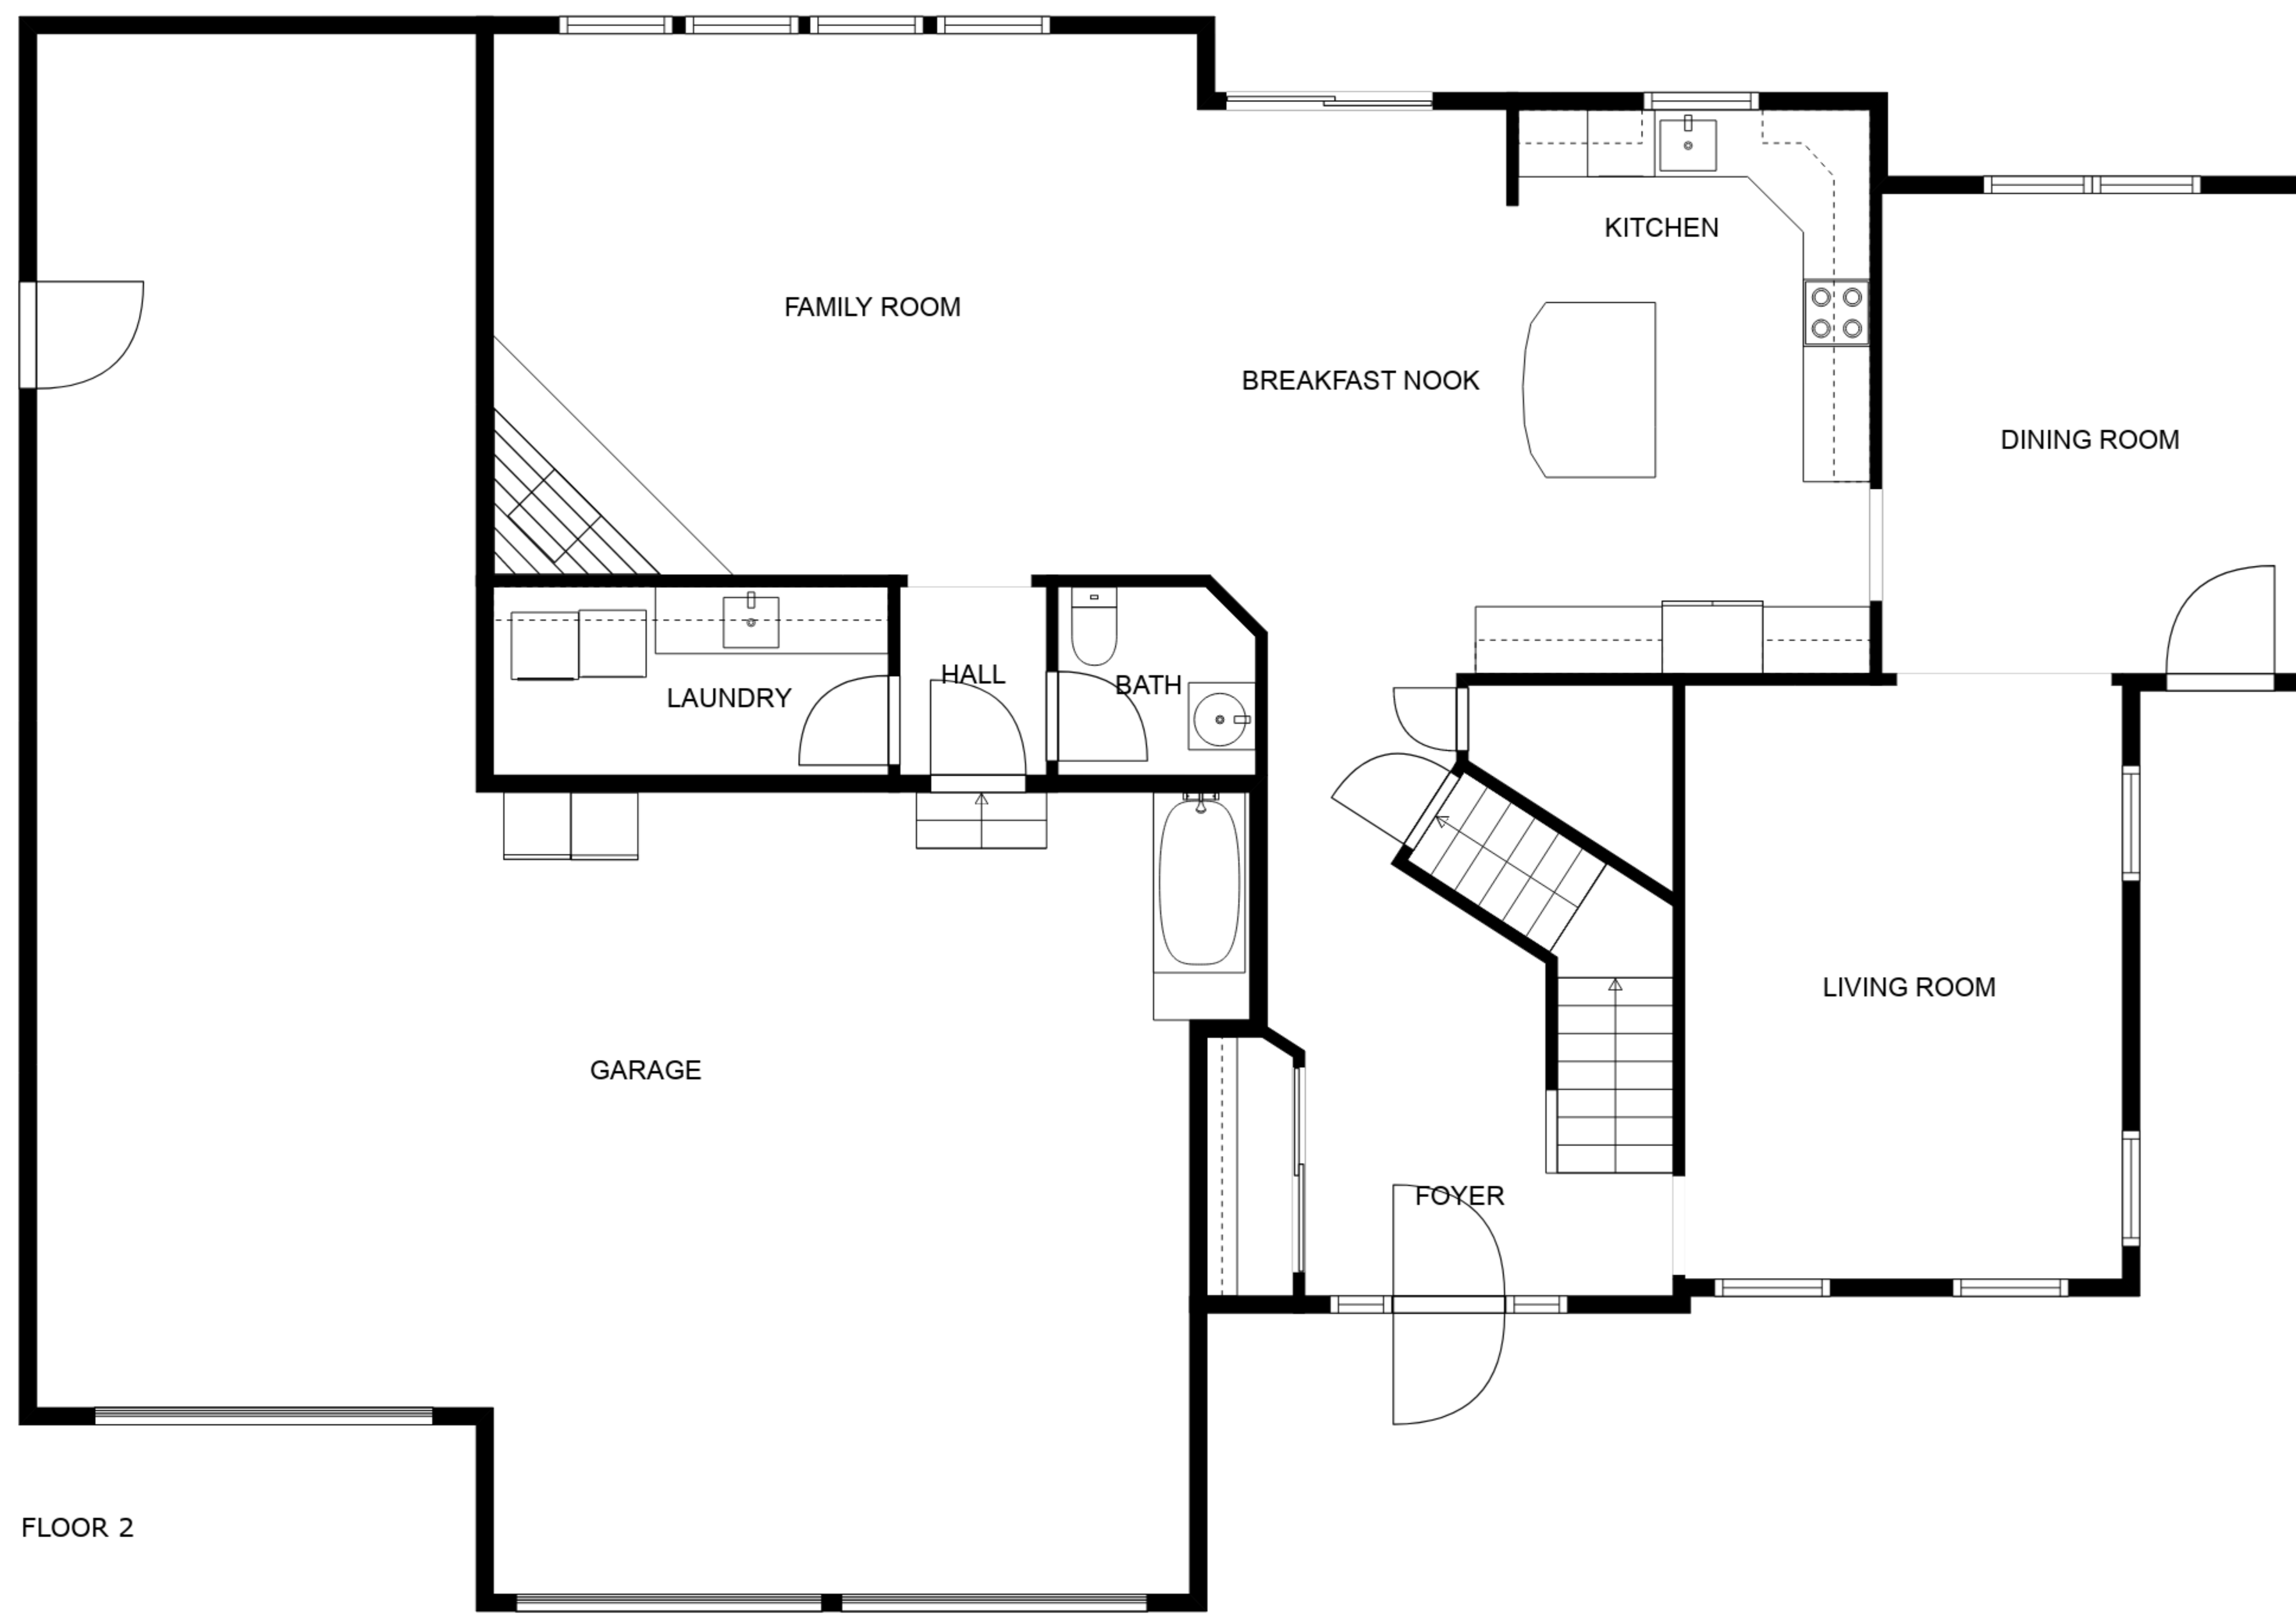 KITCHEN
FAMILY ROOM
BREAKFAST NOOK
DINING ROOM
HALL
BATH
LAUNDRY
LIVING ROOM
GARAGE
FOYER
FLOOR 2